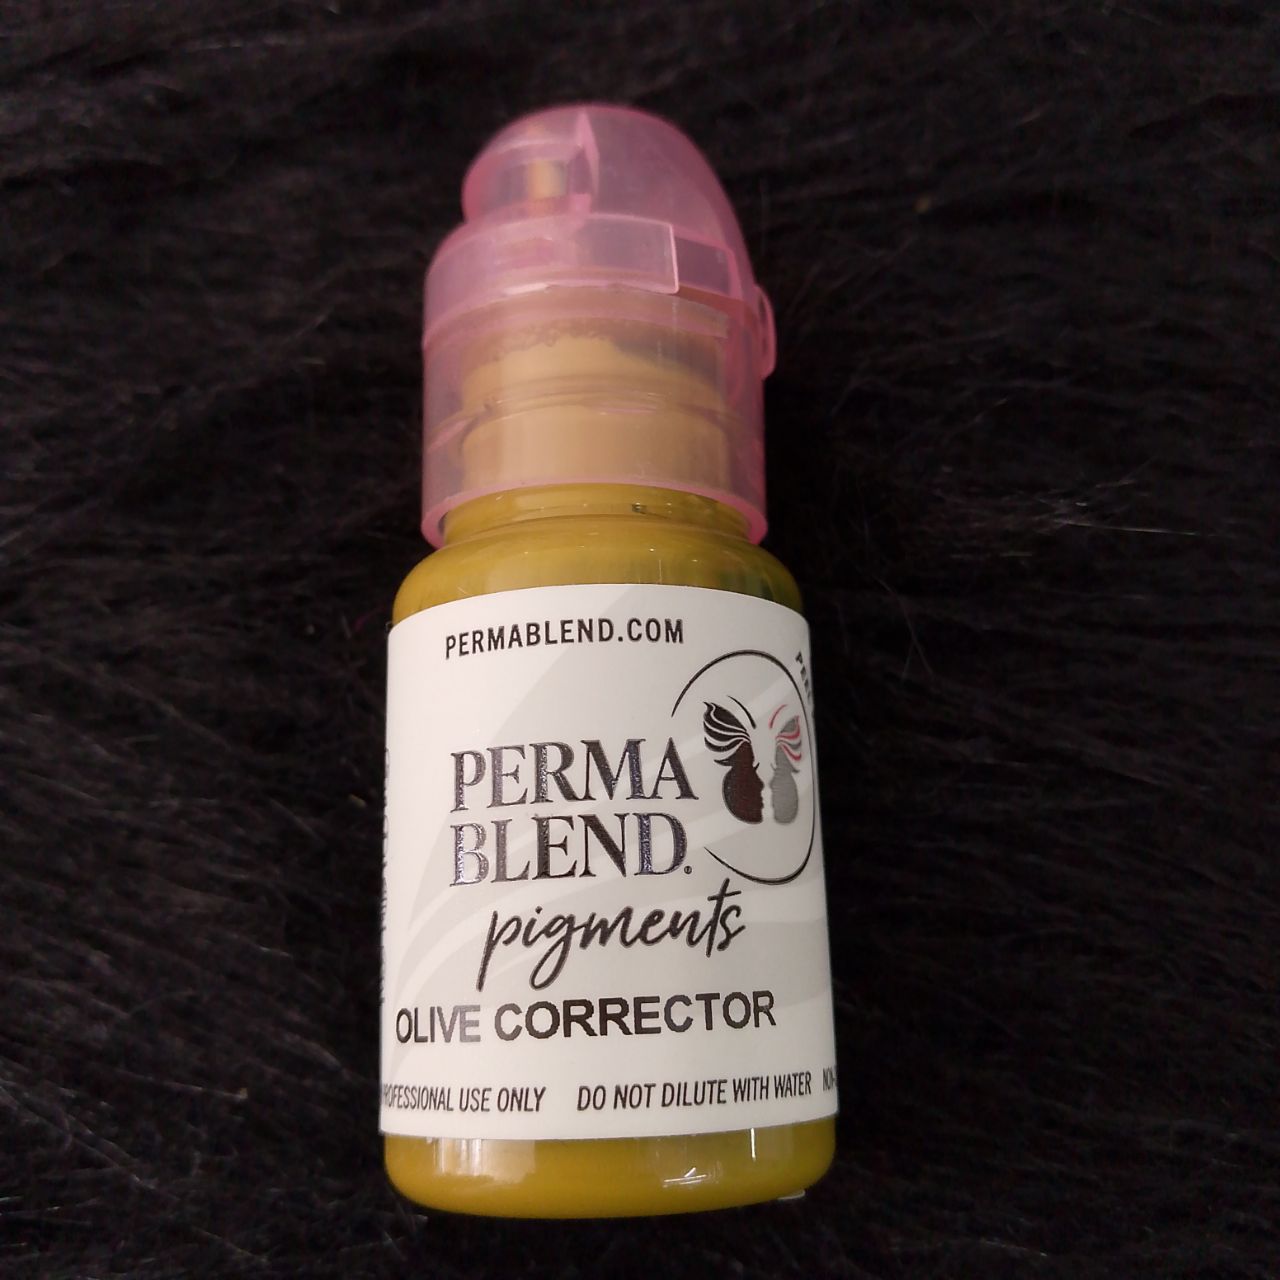 PERMABLEND.COM
PERMA
BLEND®
pigments
OLIVE CORRECTOR
PROFESSIONAL USE ONLY DO NOT DILUTE WITH WATER